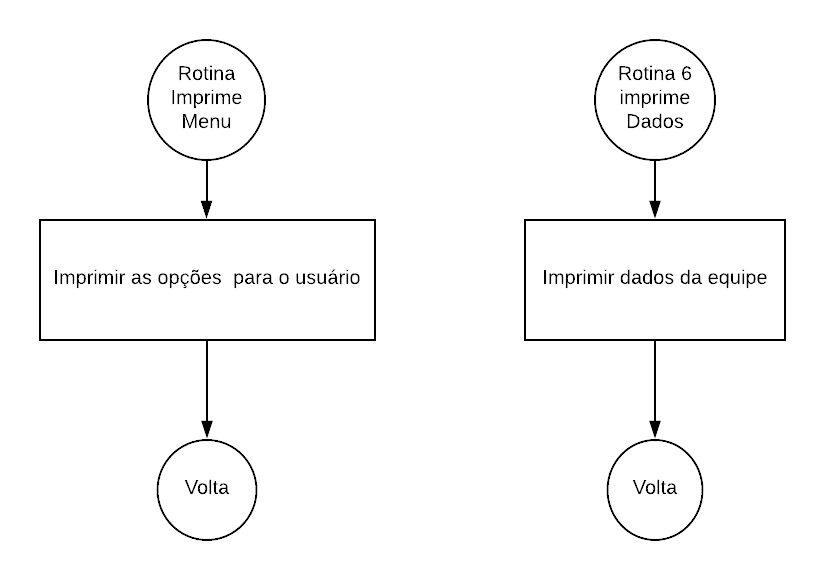 Rotina
Imprime
Menu
Imprimir as opções  para o usuário
Volta
Rotina 6
imprime
Dados
Imprimir dados da equipe
Volta